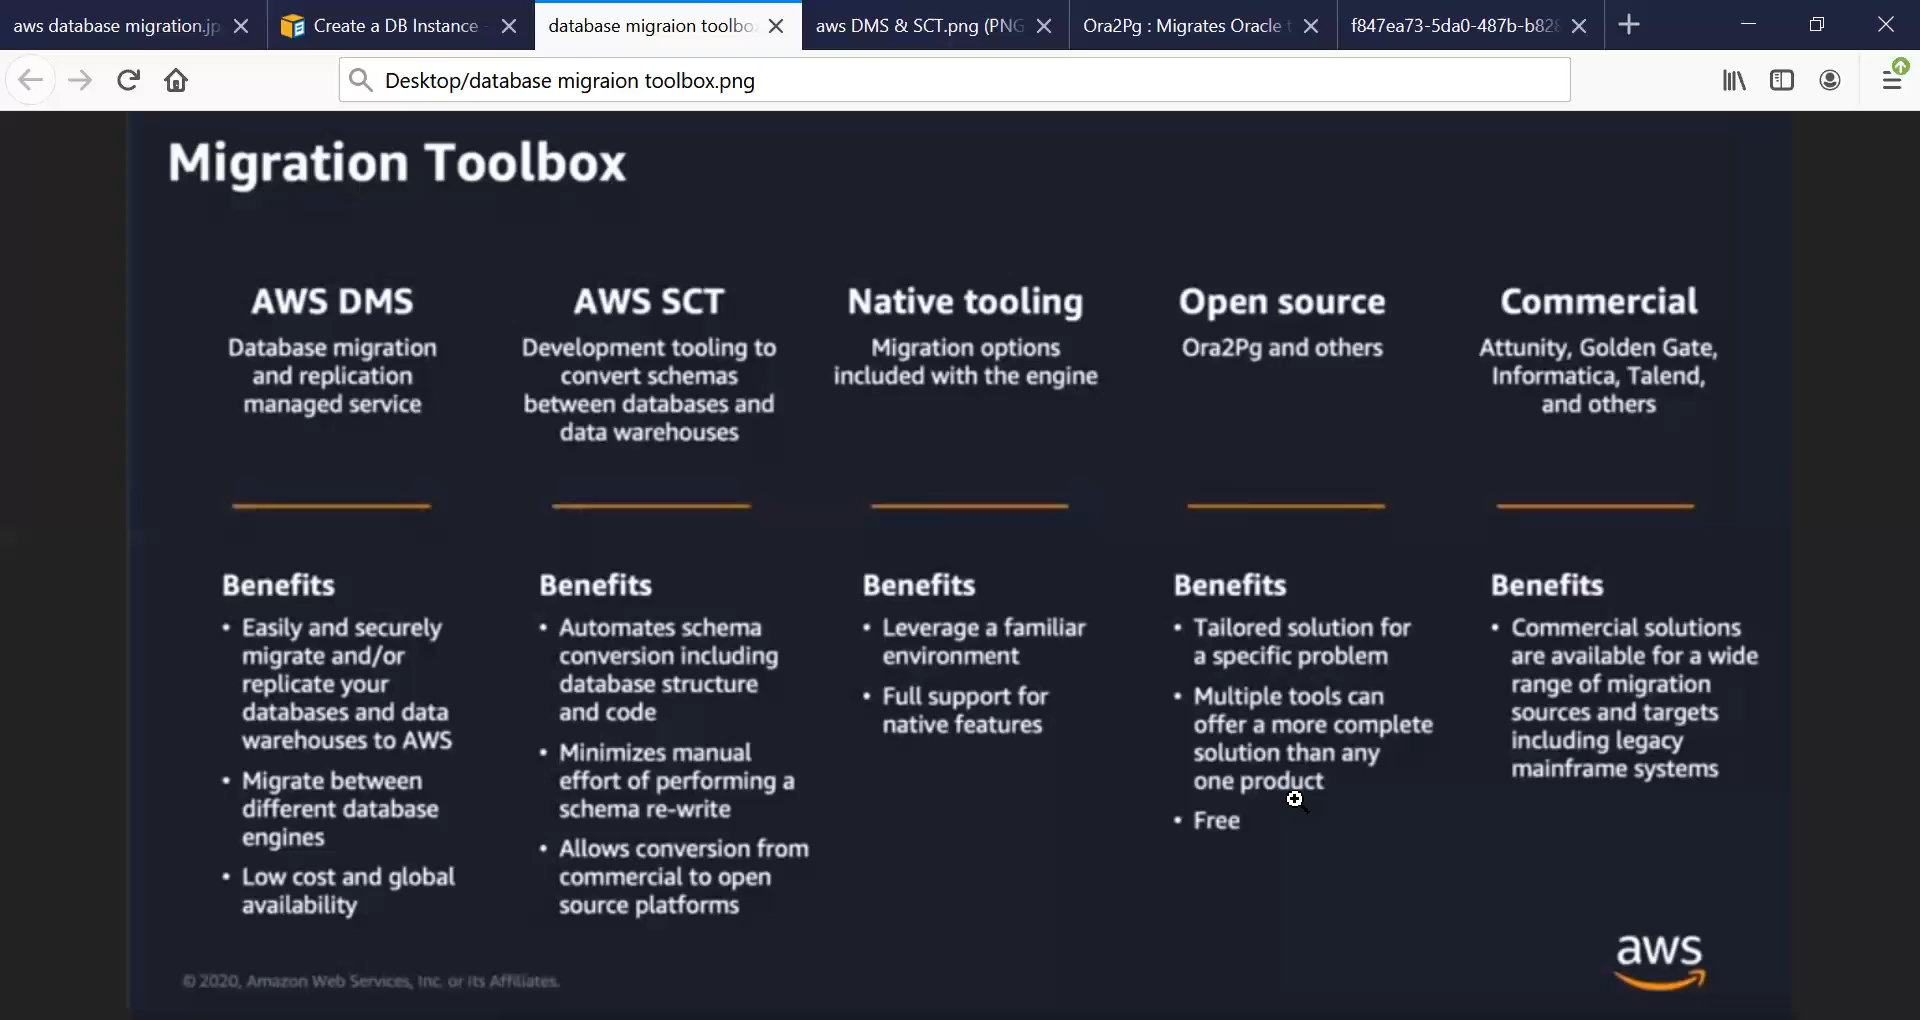 aws database migration.jp
Create a DB Instance
database migraion toolbo
aws DMS & SCT.png (PNG
Ora2Pg : Migrates Oracle t
f847ea73-5da0-487b-b828
Desktop/database migraion toolbox.png
Migration Toolbox
AWS DMS
Database migration
and replication
managed service
Benefits
• Easily and securely
migrate and/or
replicate your
databases and data
warehouses to AWS
• Migrate between
different database
engines
• Low cost and global
availability
AWS SCT
Development tooling to
convert schemas
between databases and
data warehouses
Benefits
• Automates schema
conversion including
database structure
and code
• Minimizes manual
effort of performing a
schema re-write
• Allows conversion from
commercial to open
source platforms
Native tooling
Migration options
included with the engine
Benefits
• Leverage a familiar
environment
• Full support for
native features
Open source
Ora2Pg and others
Benefits
• Tailored solution for
a specific problem
• Multiple tools can
offer a more complete
solution than any
one product
• Free
Commercial
Attunity, Golden Gate,
Informatica, Talend,
and others
Benefits
• Commercial solutions
are available for a wide
range of migration
sources and targets
including legacy
mainframe systems
© 2020, Amazon Web Services, Inc. or its Affiliates.
aws